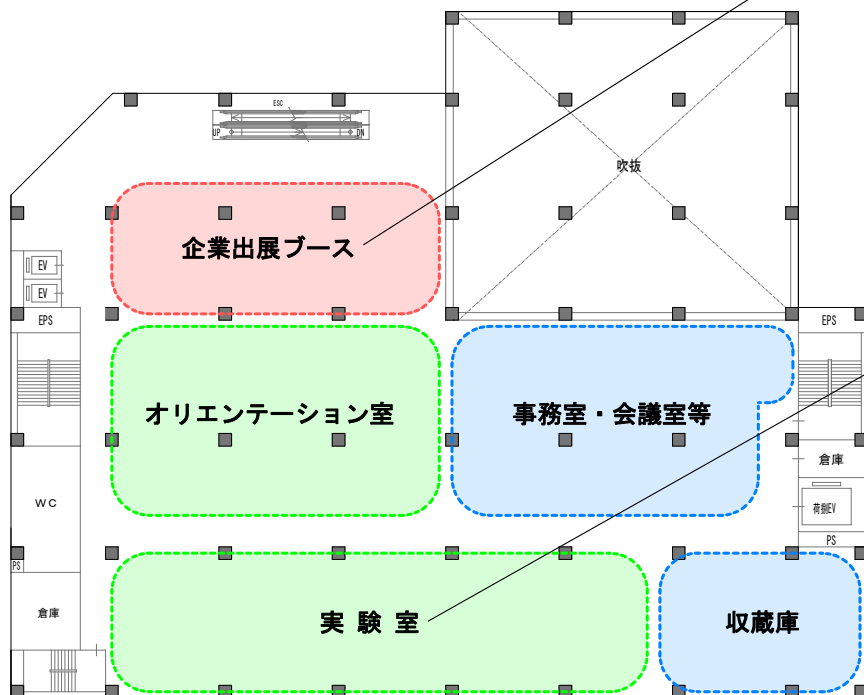 ESC
UP
DN
吹抜
企業出展ブース
EV
EV
EPS
EPS
オリエンテーション室
事務室・会議室等
倉庫
WC
荷捌EV
PS
PS
倉庫
実験室
収蔵庫